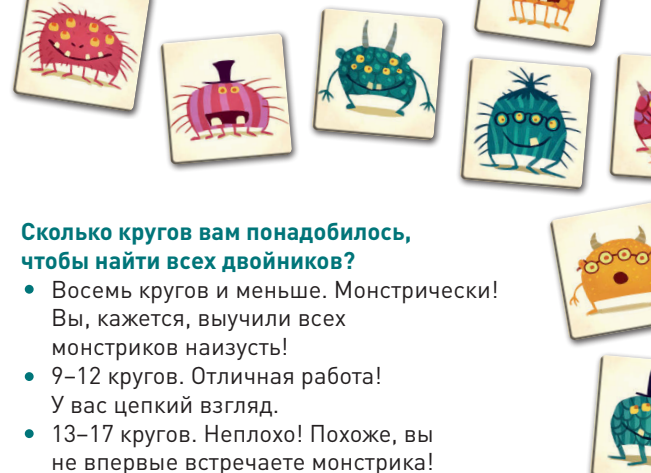 Сколько кругов вам понадобилось,
чтобы найти всех двойников?
• Восемь кругов и меньше. Монстрически!
Вы, кажется, выучили всех
монстриков наизусть!
• 9–12 кругов. Отличная работа!
У вас цепкий взгляд.
• 13–17 кругов. Неплохо! Похоже, вы
не впервые встречаете монстрика!